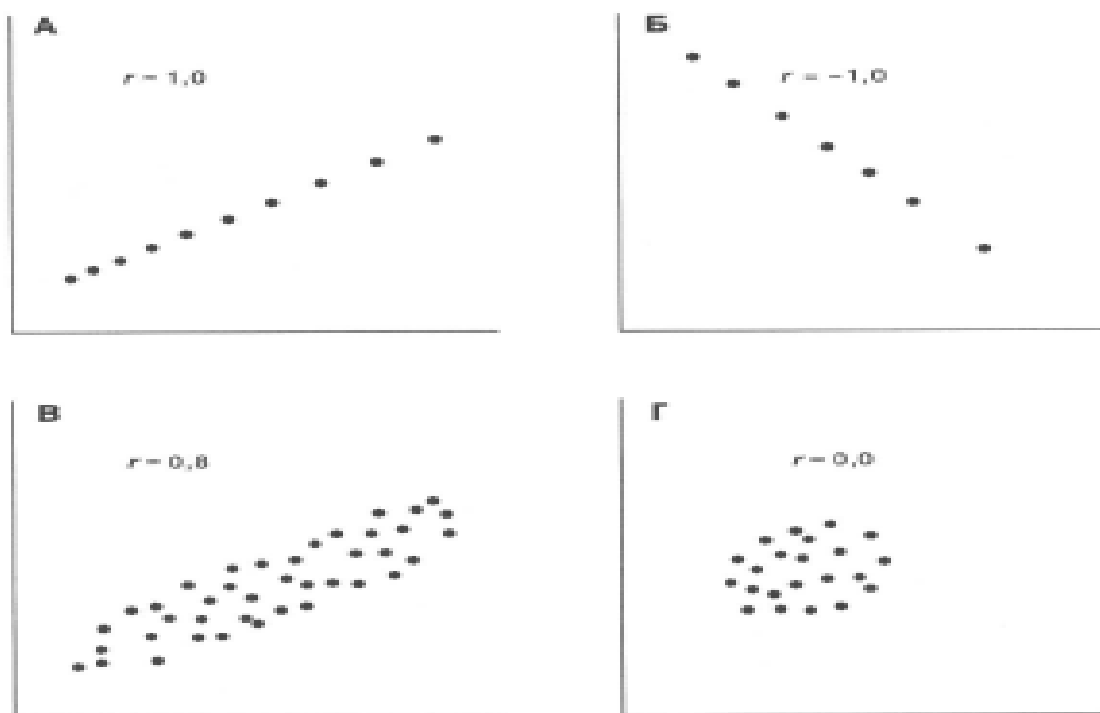 А
r = 1,0
Б
r = −1,0
В
r = 0,8
Г
r = 0,0